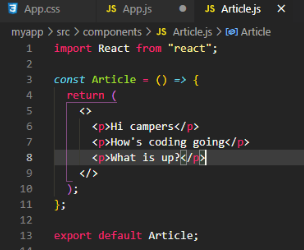 App.css JS App.js JS Article.js
myapp > src > components > JS Article.js > Article
1 import React from "react";
2
3 const Article = () => {
4 return (
5 <>
6 <p>Hi campers</p>
7 <p>How's coding going</p>
8 <p>What is up?</p>
9 </>
10 );
11 };
12
13 export default Article;